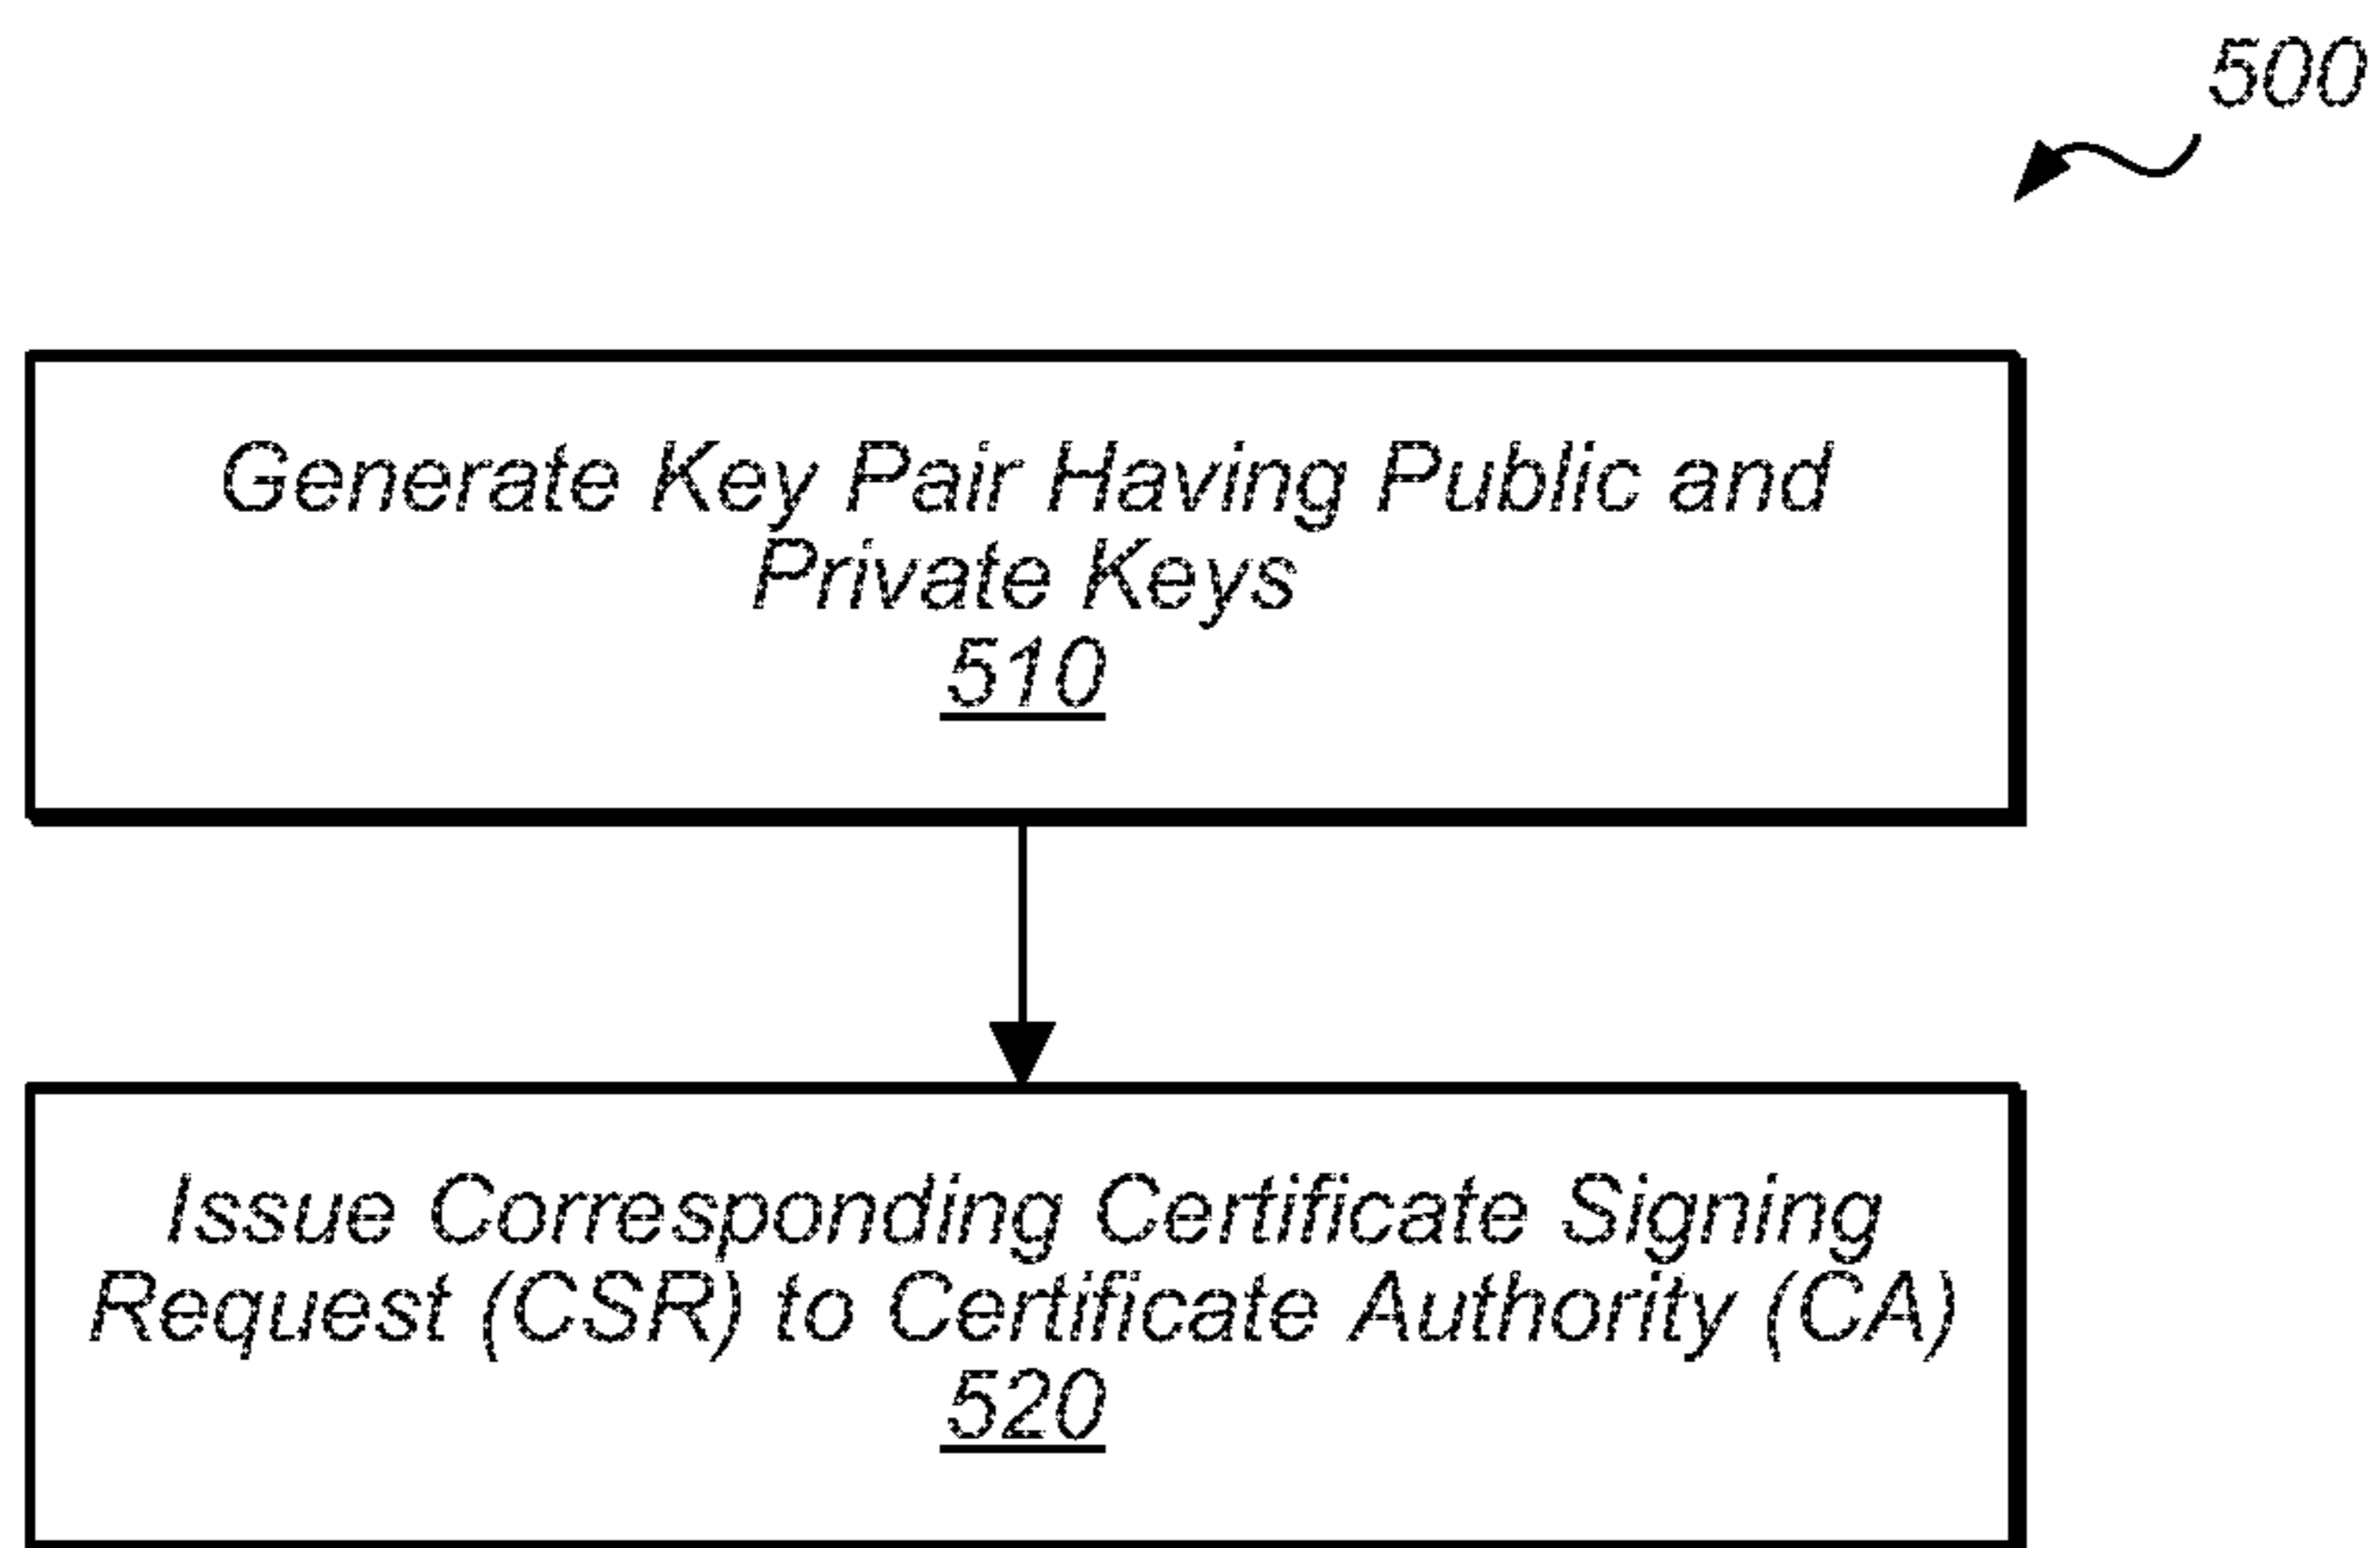 500
Generate Key Pair Having Public and
Private Keys
510
Issue Corresponding Certificate Signing
Request (CSR) to Certificate Authority (CA)
520